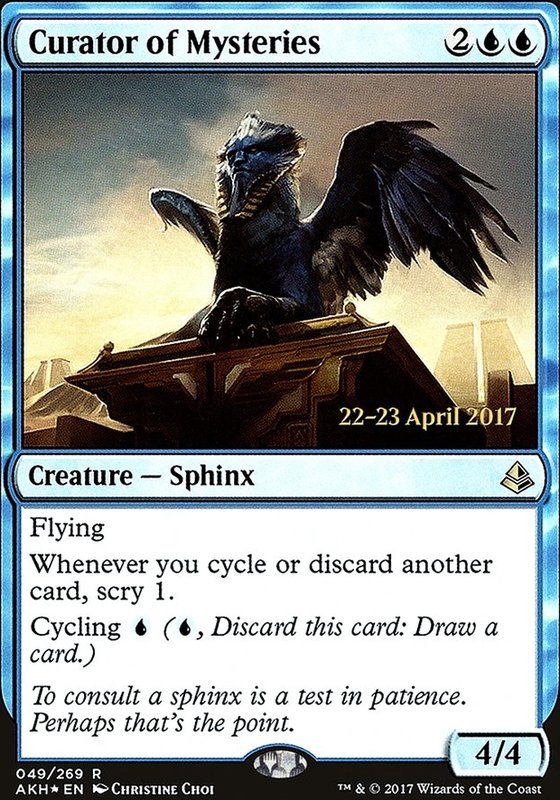 Curator of Mysteries 2
22–23 April 2017
Creature — Sphinx
Flying
Whenever you cycle or discard another
card, scry 1.
Cycling (, Discard this card: Draw a
card.)
To consult a sphinx is a test in patience.
Perhaps that's the point.
4/4
049/269 R
AKH★EN Christine Choi
™ & © 2017 Wizards of the Coast